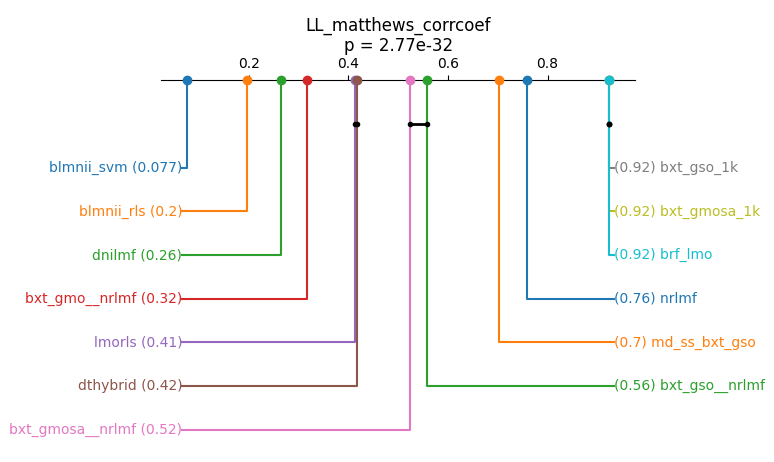 LL_matthews_corrcoef
p = 2.77e-32
0.2 0.4 0.6 0.8
blmnii_svm (0.077)
(0.92) bxt_gso_1k
blmnii_rls (0.2)
(0.92) bxt_gmosa_1k
dnilmf (0.26)
(0.92) brf_lmo
bxt_gmo__nrlmf (0.32)
(0.76) nrlmf
lmorls (0.41)
(0.7) md_ss_bxt_gso
dthybrid (0.42)
(0.56) bxt_gso__nrlmf
bxt_gmosa__nrlmf (0.52)